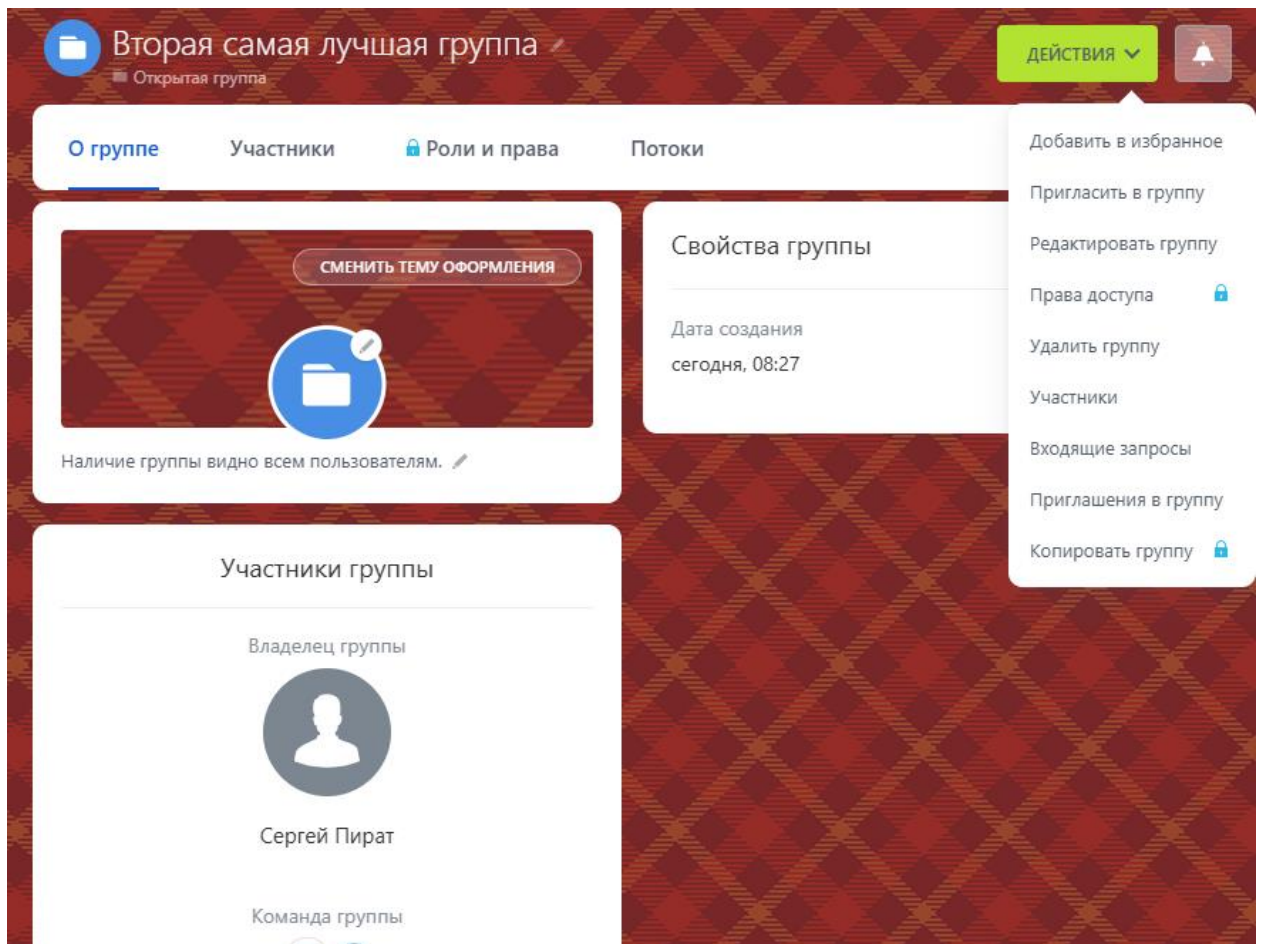 Вторая самая лучшая группа
Открытая группа
ДЕЙСТВИЯ
О группе
Участники
Роли и права
Потоки
Добавить в избранное
Пригласить в группу
Редактировать группу
Права доступа
Удалить группу
Участники
Входящие запросы
Приглашения в группу
Копировать группу
СМЕНИТЬ ТЕМУ ОФОРМЛЕНИЯ
Наличие группы видно всем пользователям.
Свойства группы
Дата создания
сегодня, 08:27
Участники группы
Владелец группы
Сергей Пират
Команда группы